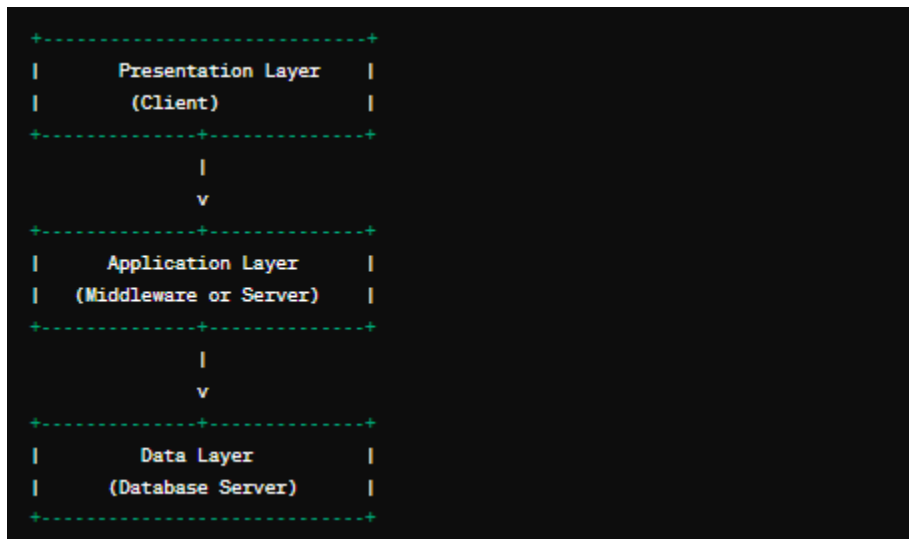 +-----------------------------+
|       Presentation Layer    |
|        (Client)             |
+--------------+--------------+
               |
               v
+--------------+--------------+
|      Application Layer      |
|   (Middleware or Server)    |
+--------------+--------------+
               |
               v
+--------------+--------------+
|         Data Layer          |
|      (Database Server)      |
+-----------------------------+